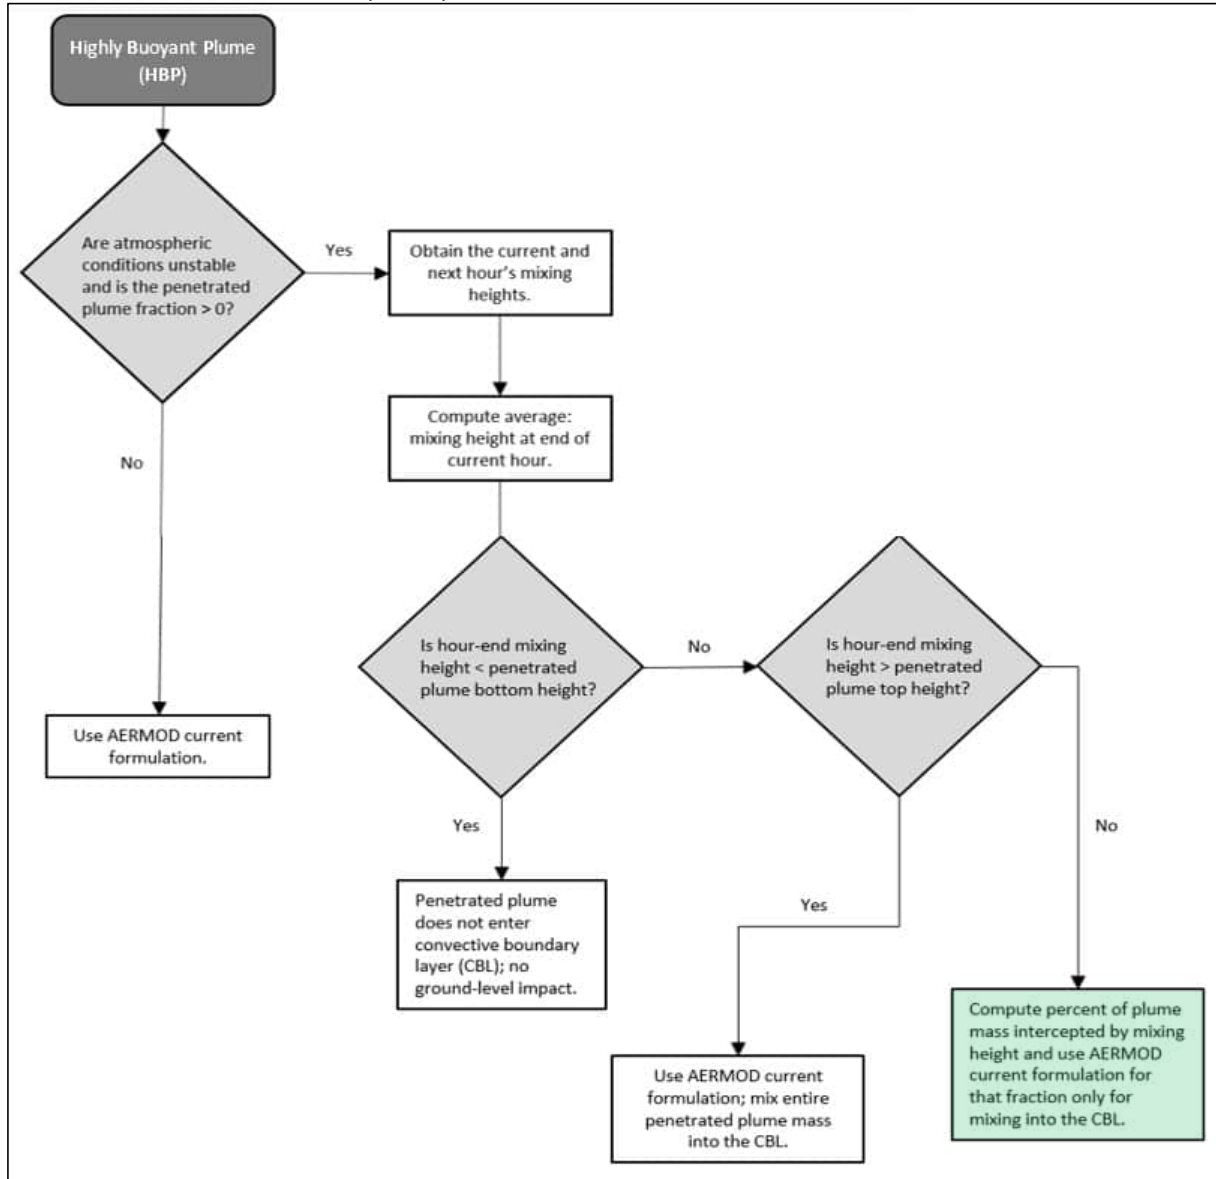 Highly Buoyant Plume
(HBP)
Are atmospheric
conditions unstable
and is the penetrated
plume fraction > 0?
Yes
Obtain the current and
next hour's mixing
heights.
Compute average:
mixing height at end of
current hour.
No
Is hour-end mixing
height < penetrated
plume bottom height?
No
Is hour-end mixing
height > penetrated
plume top height?
Use AERMOD current
formulation.
Yes
No
Penetrated plume
does not enter
convective boundary
layer (CBL); no
ground-level impact.
Yes
Use AERMOD current
formulation; mix entire
penetrated plume mass
into the CBL.
Compute percent of plume
mass intercepted by mixing
height and use AERMOD
current formulation for
that fraction only for
mixing into the CBL.